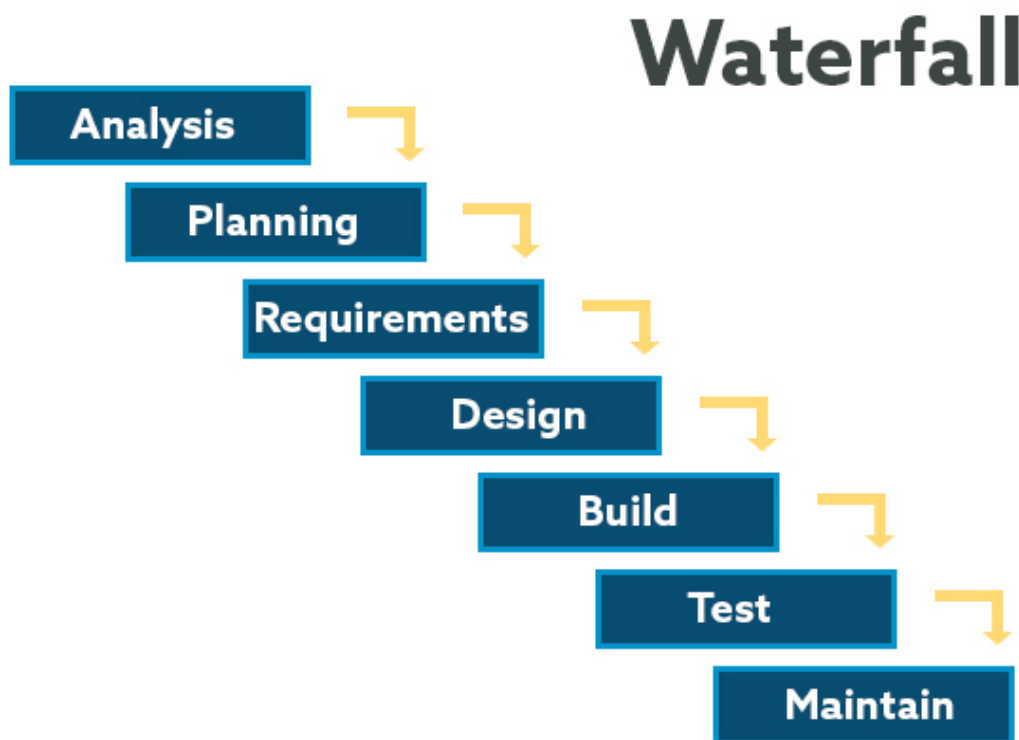 Waterfall
Analysis
Planning
Requirements
Design
Build
Test
Maintain